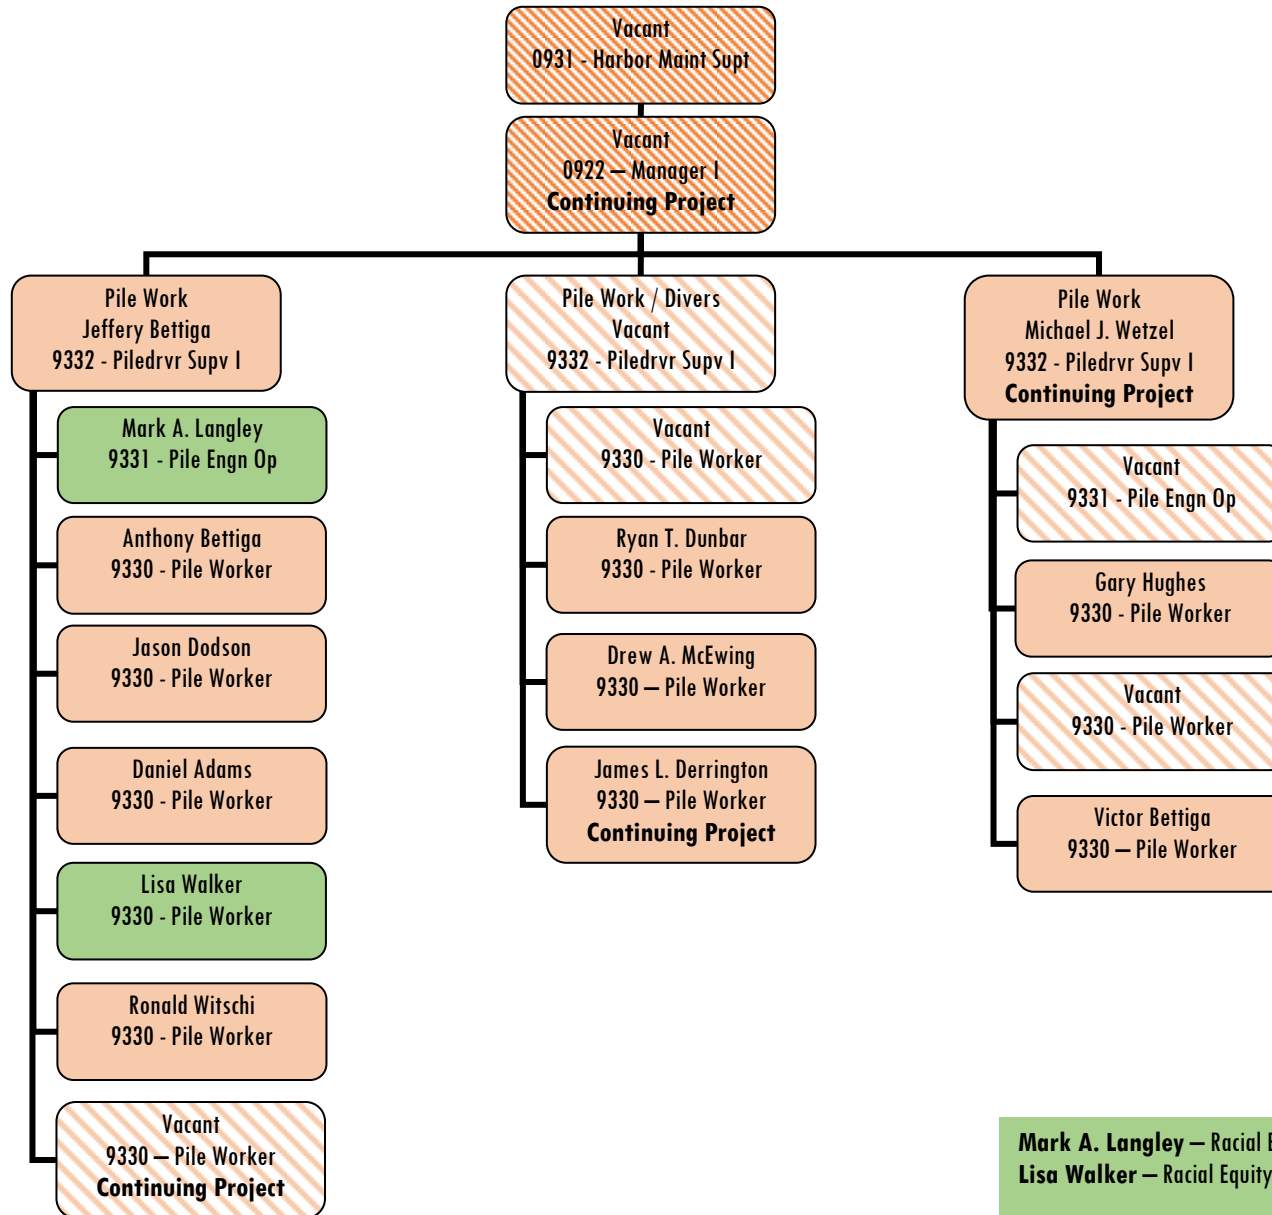 Vacant
0931 - Harbor Maint Supt
Vacant
0922 – Manager I
Continuing Project
Pile Work
Jeffery Bettiga
9332 - Piledrvr Supv I
Mark A. Langley
9331 - Pile Engn Op
Anthony Bettiga
9330 - Pile Worker
Jason Dodson
9330 - Pile Worker
Daniel Adams
9330 - Pile Worker
Lisa Walker
9330 - Pile Worker
Ronald Witschi
9330 - Pile Worker
Vacant
9330 – Pile Worker
Continuing Project
Pile Work / Divers
Vacant
9332 - Piledrvr Supv I
Vacant
9330 - Pile Worker
Ryan T. Dunbar
9330 - Pile Worker
Drew A. McEwing
9330 – Pile Worker
James L. Derrington
9330 – Pile Worker
Continuing Project
Pile Work
Michael J. Wetzel
9332 - Piledrvr Supv I
Continuing Project
Vacant
9331 - Pile Engn Op
Gary Hughes
9330 - Pile Worker
Vacant
9330 - Pile Worker
Victor Bettiga
9330 – Pile Worker
Mark A. Langley – Racial
Lisa Walker – Racial Equity